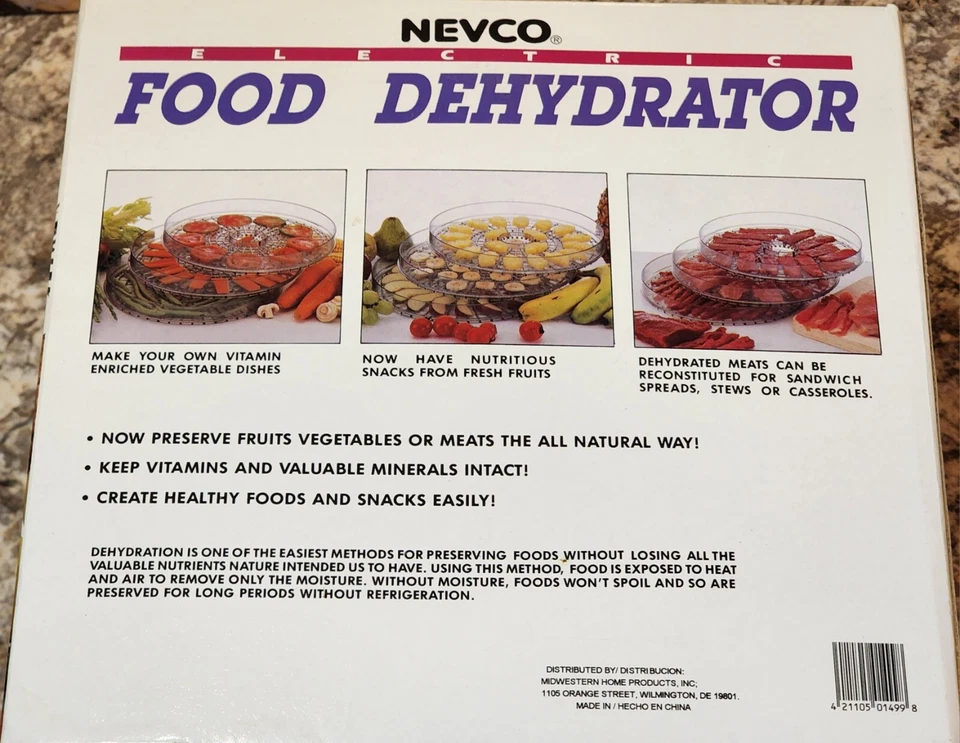 NEVCO®
ELECTRIC
FOOD DEHYDRATOR
MAKE YOUR OWN VITAMIN
ENRICHED VEGETABLE DISHES
NOW HAVE NUTRITIOUS
SNACKS FROM FRESH FRUITS
DEHYDRATED MEATS CAN BE
RECONSTITUTED FOR SANDWICH
SPREADS, STEWS OR CASSEROLES.
• NOW PRESERVE FRUITS VEGETABLES OR MEATS THE ALL NATURAL WAY!
• KEEP VITAMINS AND VALUABLE MINERALS INTACT!
• CREATE HEALTHY FOODS AND SNACKS EASILY!
DEHYDRATION IS ONE OF THE EASIEST METHODS FOR PRESERVING FOODS WITHOUT LOSING ALL THE
VALUABLE NUTRIENTS NATURE INTENDED US TO HAVE. USING THIS METHOD, FOOD IS EXPOSED TO HEAT
AND AIR TO REMOVE ONLY THE MOISTURE. WITHOUT MOISTURE, FOODS WON'T SPOIL AND SO ARE
PRESERVED FOR LONG PERIODS WITHOUT REFRIGERATION.
DISTRIBUTED BY/ DISTRIBUCION:
MIDWESTERN HOME PRODUCTS, INC;
1105 ORANGE STREET, WILMINGTON, DE 19801.
MADE IN / HECHO EN CHINA
4 21105 01499 8